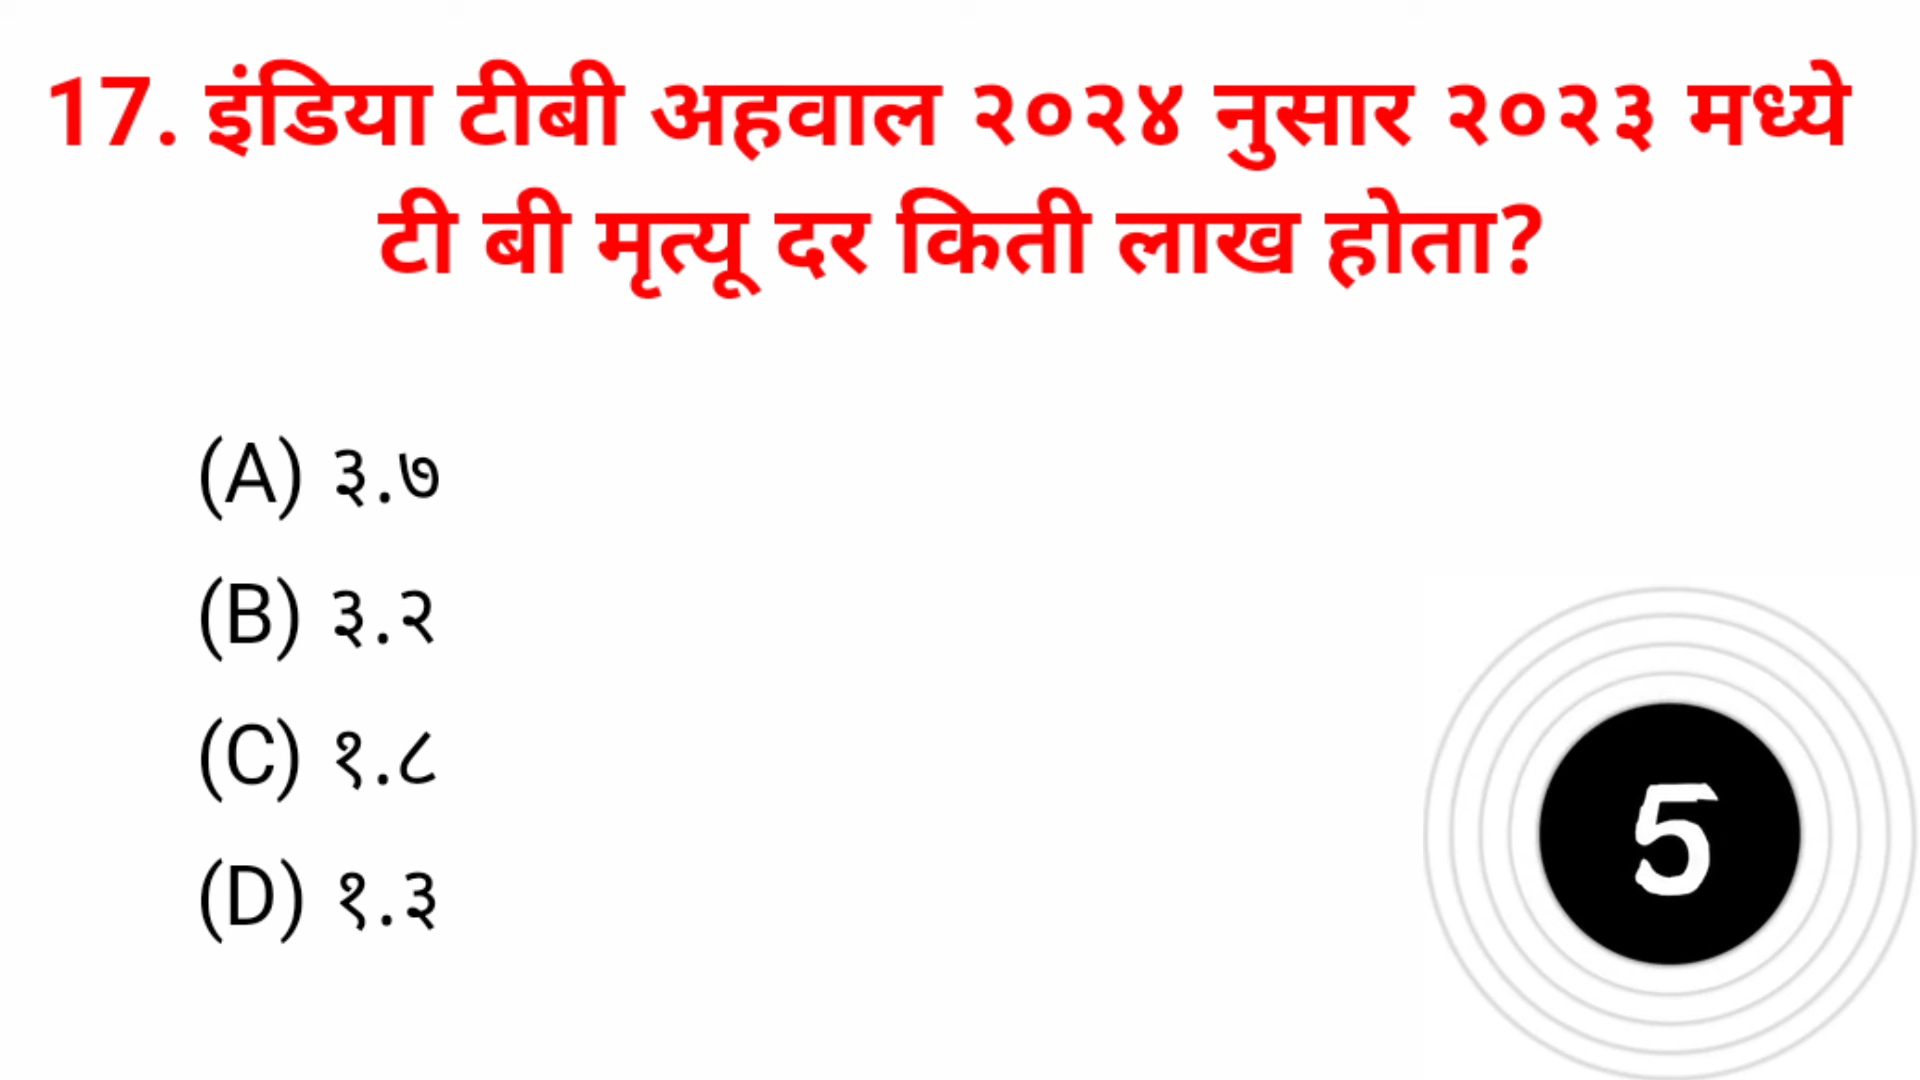 17. इंडिया टीबी अहवाल २०२४ नुसार २०२३ मध्ये
टी बी मृत्यू दर किती लाख होता?
(A) ३.७
(B) ३.२
(C) १.८
(D) १.३
5